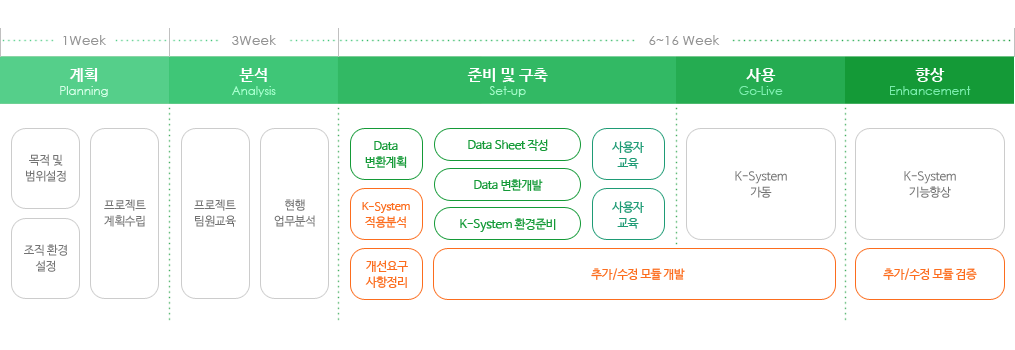 1Week
3Week
6~16 Week
계획
Planning
분석
Analysis
준비 및 구축
Set-up
사용
Go-Live
향상
Enhancement
목적 및
범위설정
조직 환경
설정
프로젝트
계획수립
프로젝트
팀원교육
현행
업무분석
Data
변환계획
K-System
적용분석
개선요구
사항정리
Data Sheet 작성
Data 변환개발
K-System 환경준비
사용자
교육
사용자
교육
추가/수정 모듈 개발
K-System
가동
K-System
기능향상
추가/수정 모듈 검증